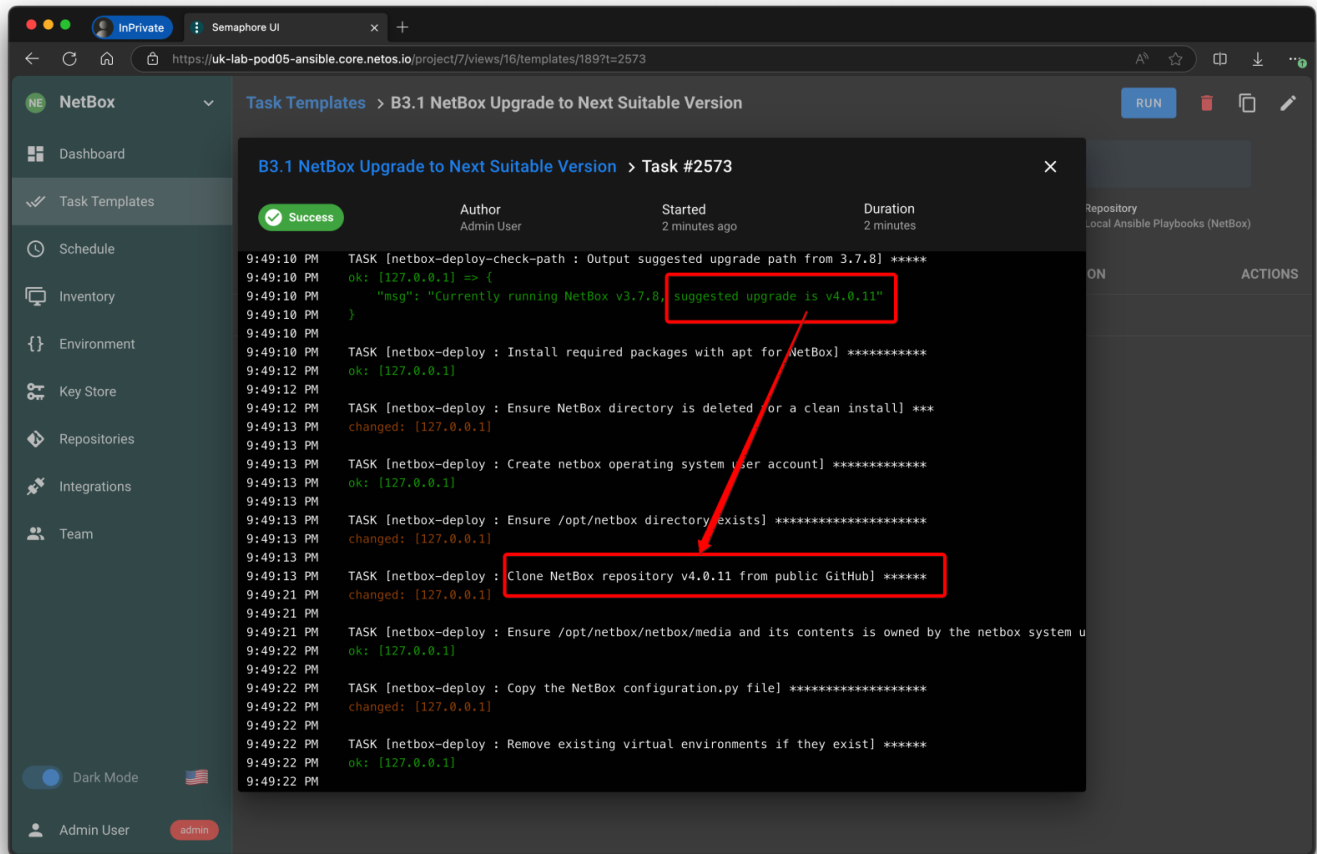 InPrivate
Semaphore UI
https://uk-lab-pod05-ansible.core.netos.io/project/7/views/16/templates/189?t=2573
NE NetBox
Task Templates > B3.1 NetBox Upgrade to Next Suitable Version
RUN
Dashboard
Task Templates
Schedule
Inventory
Environment
Key Store
Repositories
Integrations
Team
Dark Mode
Admin User admin
B3.1 NetBox Upgrade to Next Suitable Version > Task #2573
Success
Author
Admin User
Started
2 minutes ago
Duration
2 minutes
Repository
Local Ansible Playbooks (NetBox)
ON
ACTIONS
9:49:10 PM TASK [netbox-deploy-check-path : Output suggested upgrade path from 3.7.8] *****
9:49:10 PM ok: [127.0.0.1] => {
9:49:10 PM "msg": "Currently running NetBox v3.7.8, suggested upgrade is v4.0.11"
9:49:10 PM }
9:49:10 PM
9:49:10 PM TASK [netbox-deploy : Install required packages with apt for NetBox] ***********
9:49:12 PM ok: [127.0.0.1]
9:49:12 PM
9:49:12 PM TASK [netbox-deploy : Ensure NetBox directory is deleted for a clean install] ***
9:49:13 PM changed: [127.0.0.1]
9:49:13 PM
9:49:13 PM TASK [netbox-deploy : Create netbox operating system user account] *************
9:49:13 PM ok: [127.0.0.1]
9:49:13 PM
9:49:13 PM TASK [netbox-deploy : Ensure /opt/netbox directory exists] *********************
9:49:13 PM changed: [127.0.0.1]
9:49:13 PM
9:49:13 PM TASK [netbox-deploy : Clone NetBox repository v4.0.11 from public GitHub] ******
9:49:21 PM changed: [127.0.0.1]
9:49:21 PM
9:49:21 PM TASK [netbox-deploy : Ensure /opt/netbox/netbox/media and its contents is owned by the netbox system u
9:49:22 PM ok: [127.0.0.1]
9:49:22 PM
9:49:22 PM TASK [netbox-deploy : Copy the NetBox configuration.py file] *******************
9:49:22 PM changed: [127.0.0.1]
9:49:22 PM
9:49:22 PM TASK [netbox-deploy : Remove existing virtual environments if they exist] ******
9:49:22 PM ok: [127.0.0.1]
9:49:22 PM